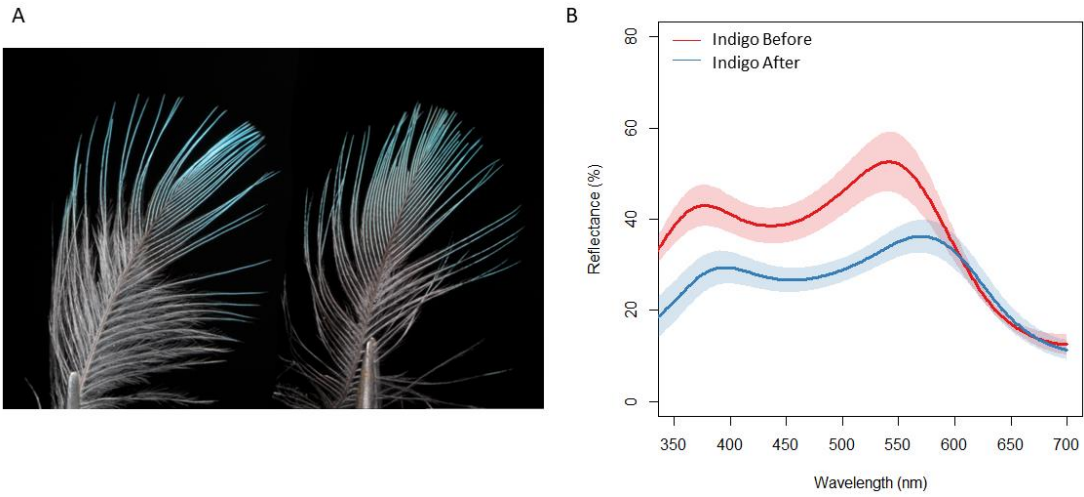 A
B
Indigo Before
Indigo After
80
60
40
20
0
Reflectance (%)
350 400 450 500 550 600 650 700
Wavelength (nm)